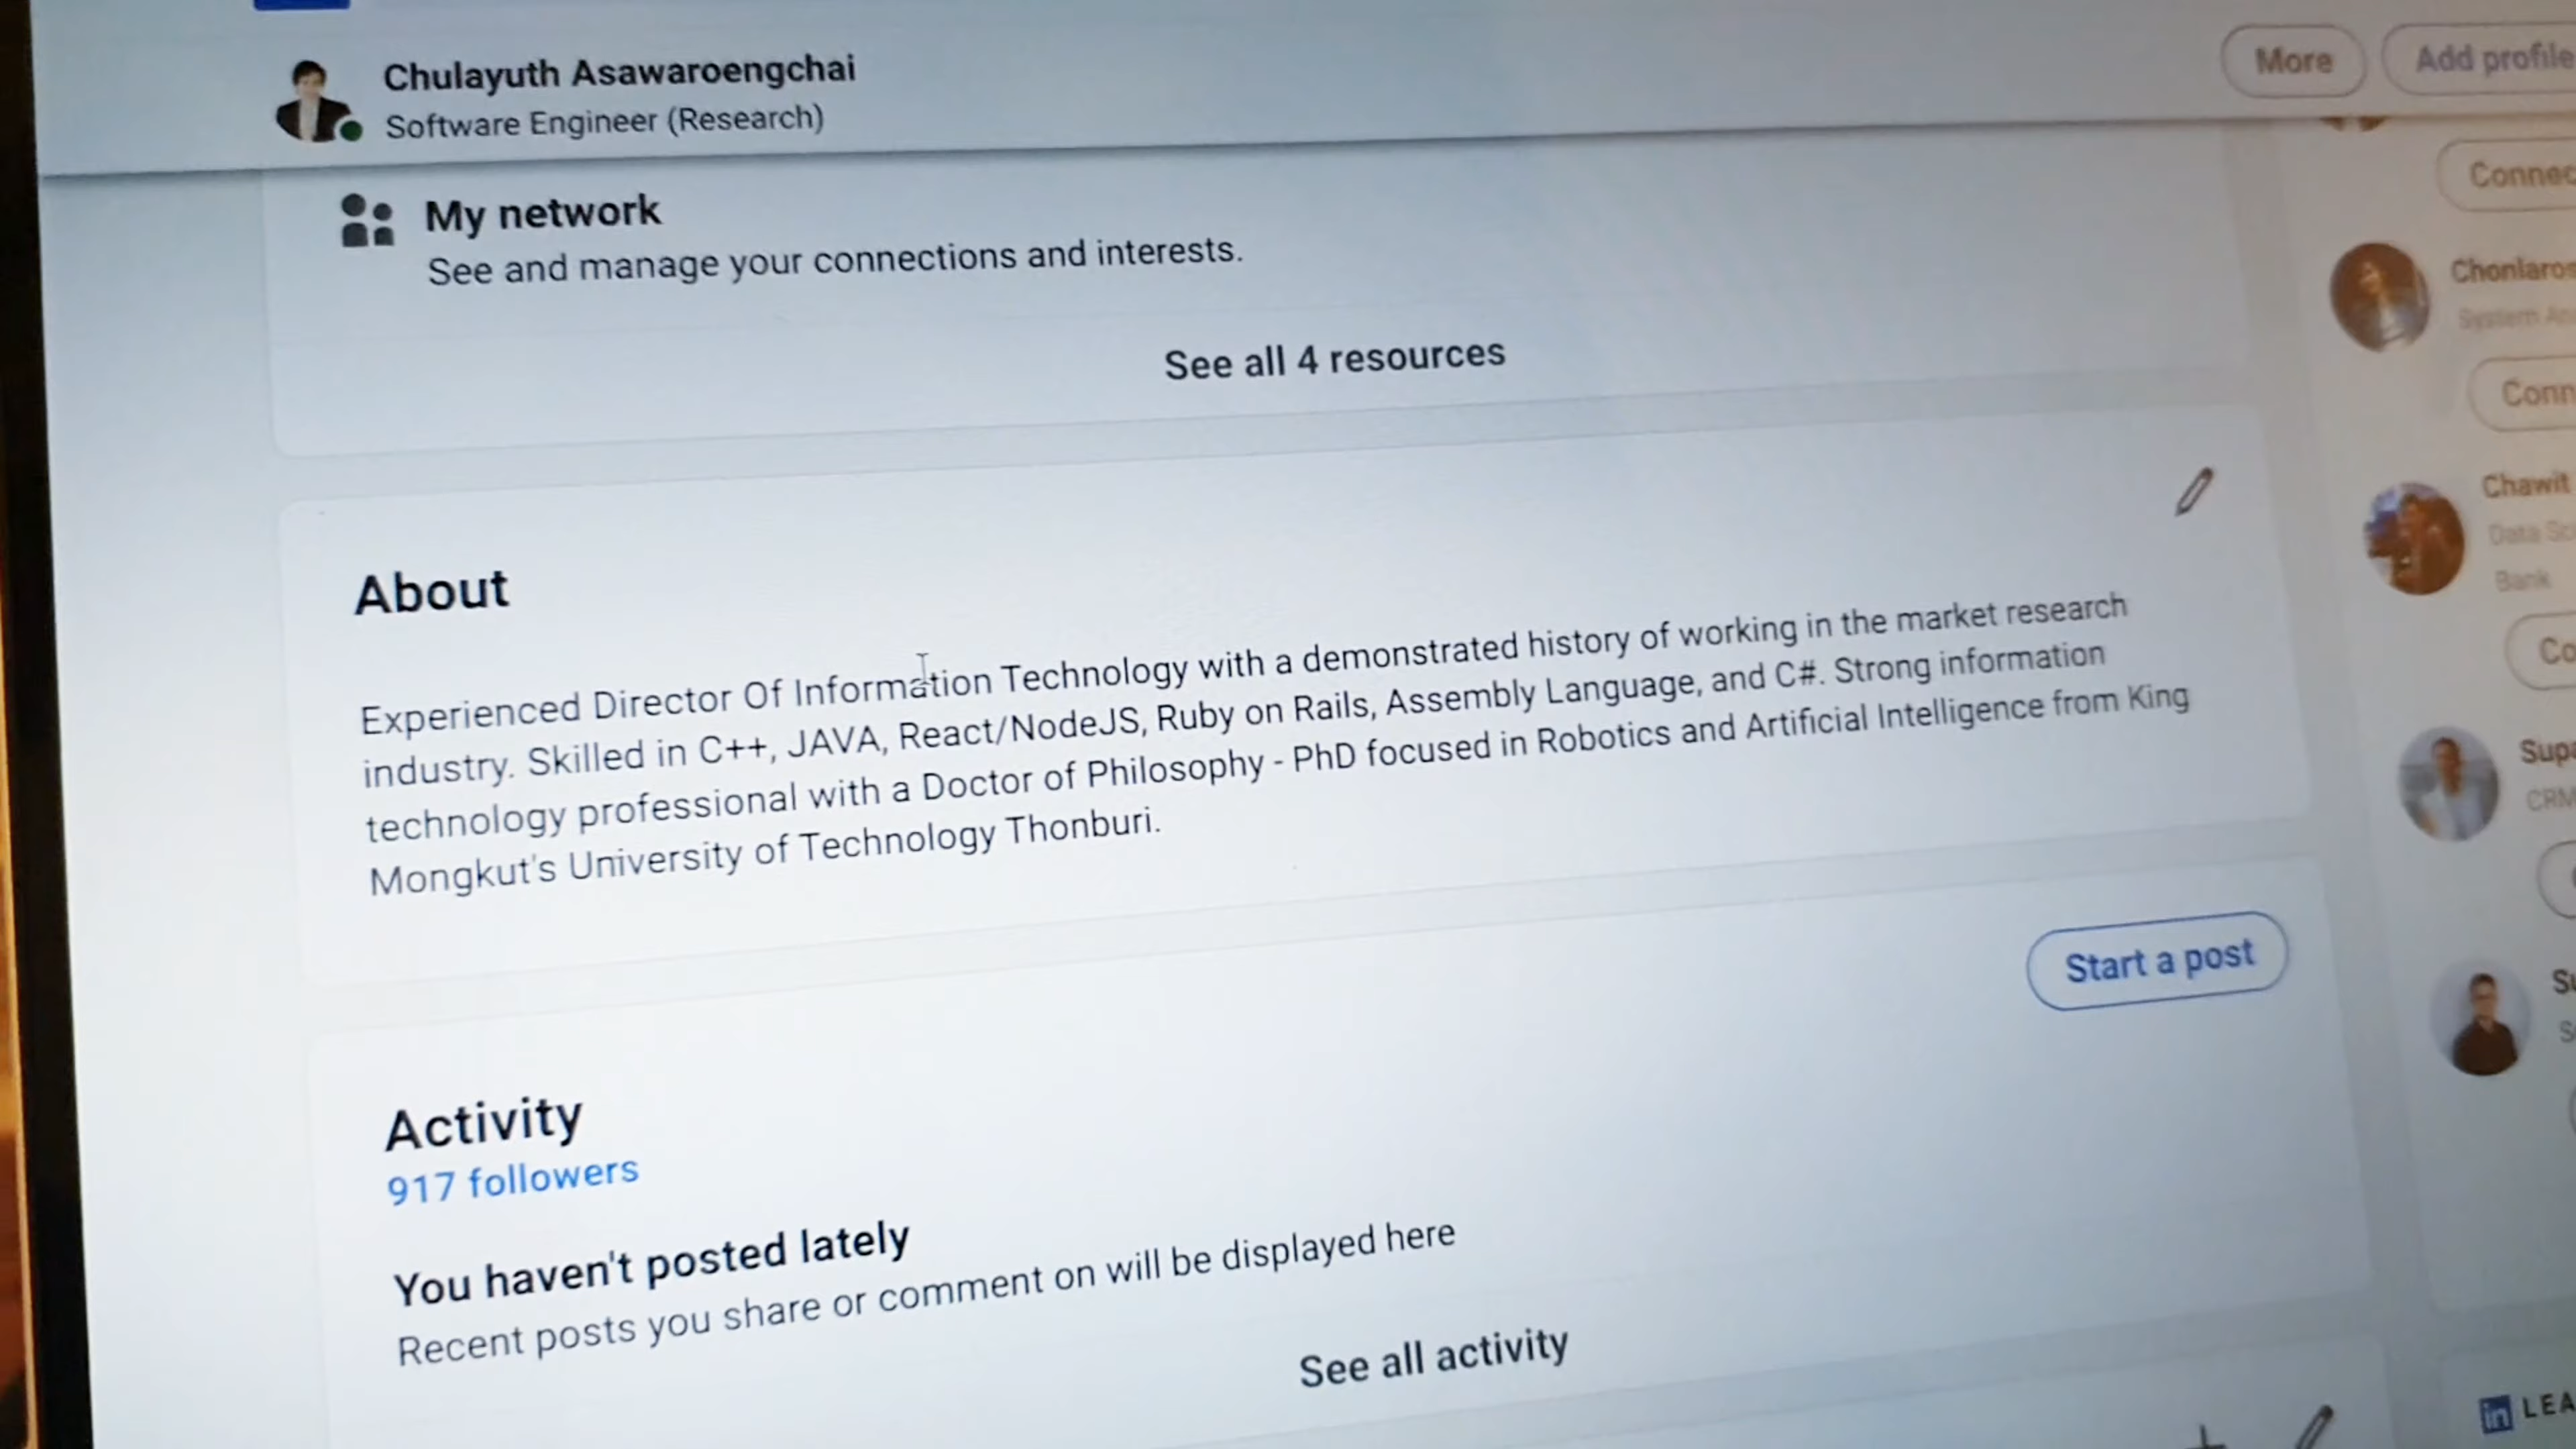 Chulayuth Asawaroengchai
Software Engineer (Research)
More
Add profile
My network
See and manage your connections and interests.
See all 4 resources
About
Experienced Director Of Information Technology with a demonstrated history of working in the market research
industry. Skilled in C++, JAVA, React/NodeJS, Ruby on Rails, Assembly Language, and C#. Strong information
technology professional with a Doctor of Philosophy - PhD focused in Robotics and Artificial Intelligence from King
Mongkut's University of Technology Thonburi.
Start a post
Activity
917 followers
You haven't posted lately
Recent posts you share or comment on will be displayed here
See all activity
Chawit
Bank
in